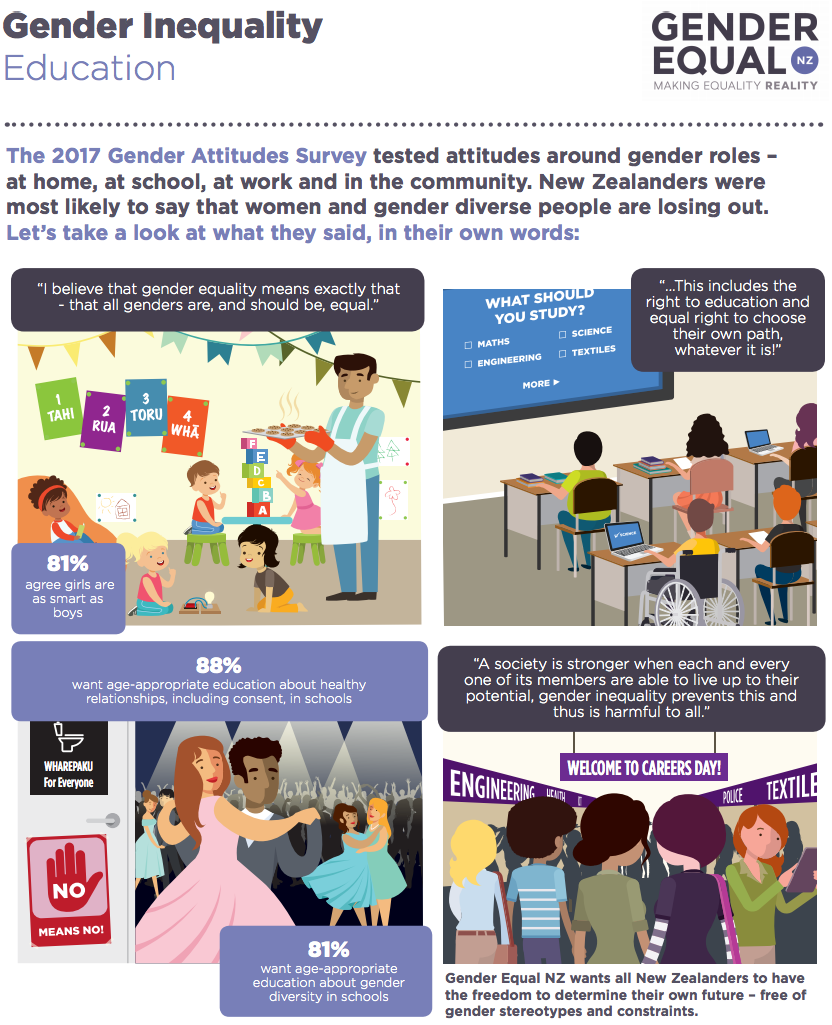 Gender Inequality
Education
GENDER
EQUAL NZ
MAKING EQUALITY REALITY
The 2017 Gender Attitudes Survey tested attitudes around gender roles –
at home, at school, at work and in the community. New Zealanders were
most likely to say that women and gender diverse people are losing out.
Let’s take a look at what they said, in their own words:
“I believe that gender equality means exactly that
- that all genders are, and should be, equal.”
1
TAHI
2
RUA
3
TORU
4
WHĀ
F
E
D
C
B
A
81%
agree girls are
as smart as
boys
“...This includes the
right to education and
equal right to choose
their own path,
whatever it is!”
WHAT SHOULD
YOU STUDY?
MATHS
SCIENCE
ENGINEERING
TEXTILES
MORE ►
Science
88%
want age-appropriate education about healthy
relationships, including consent, in schools
WHAREPAKU
For Everyone
NO
MEANS NO!
81%
want age-appropriate
education about gender
diversity in schools
“A society is stronger when each and every
one of its members are able to live up to their
potential, gender inequality prevents this and
thus is harmful to all.”
WELCOME TO CAREERS DAY!
ENGINEERING
HEALTH
POLICE
TEXTILE
Gender Equal NZ wants all New Zealanders to have
the freedom to determine their own future – free of
gender stereotypes and constraints.